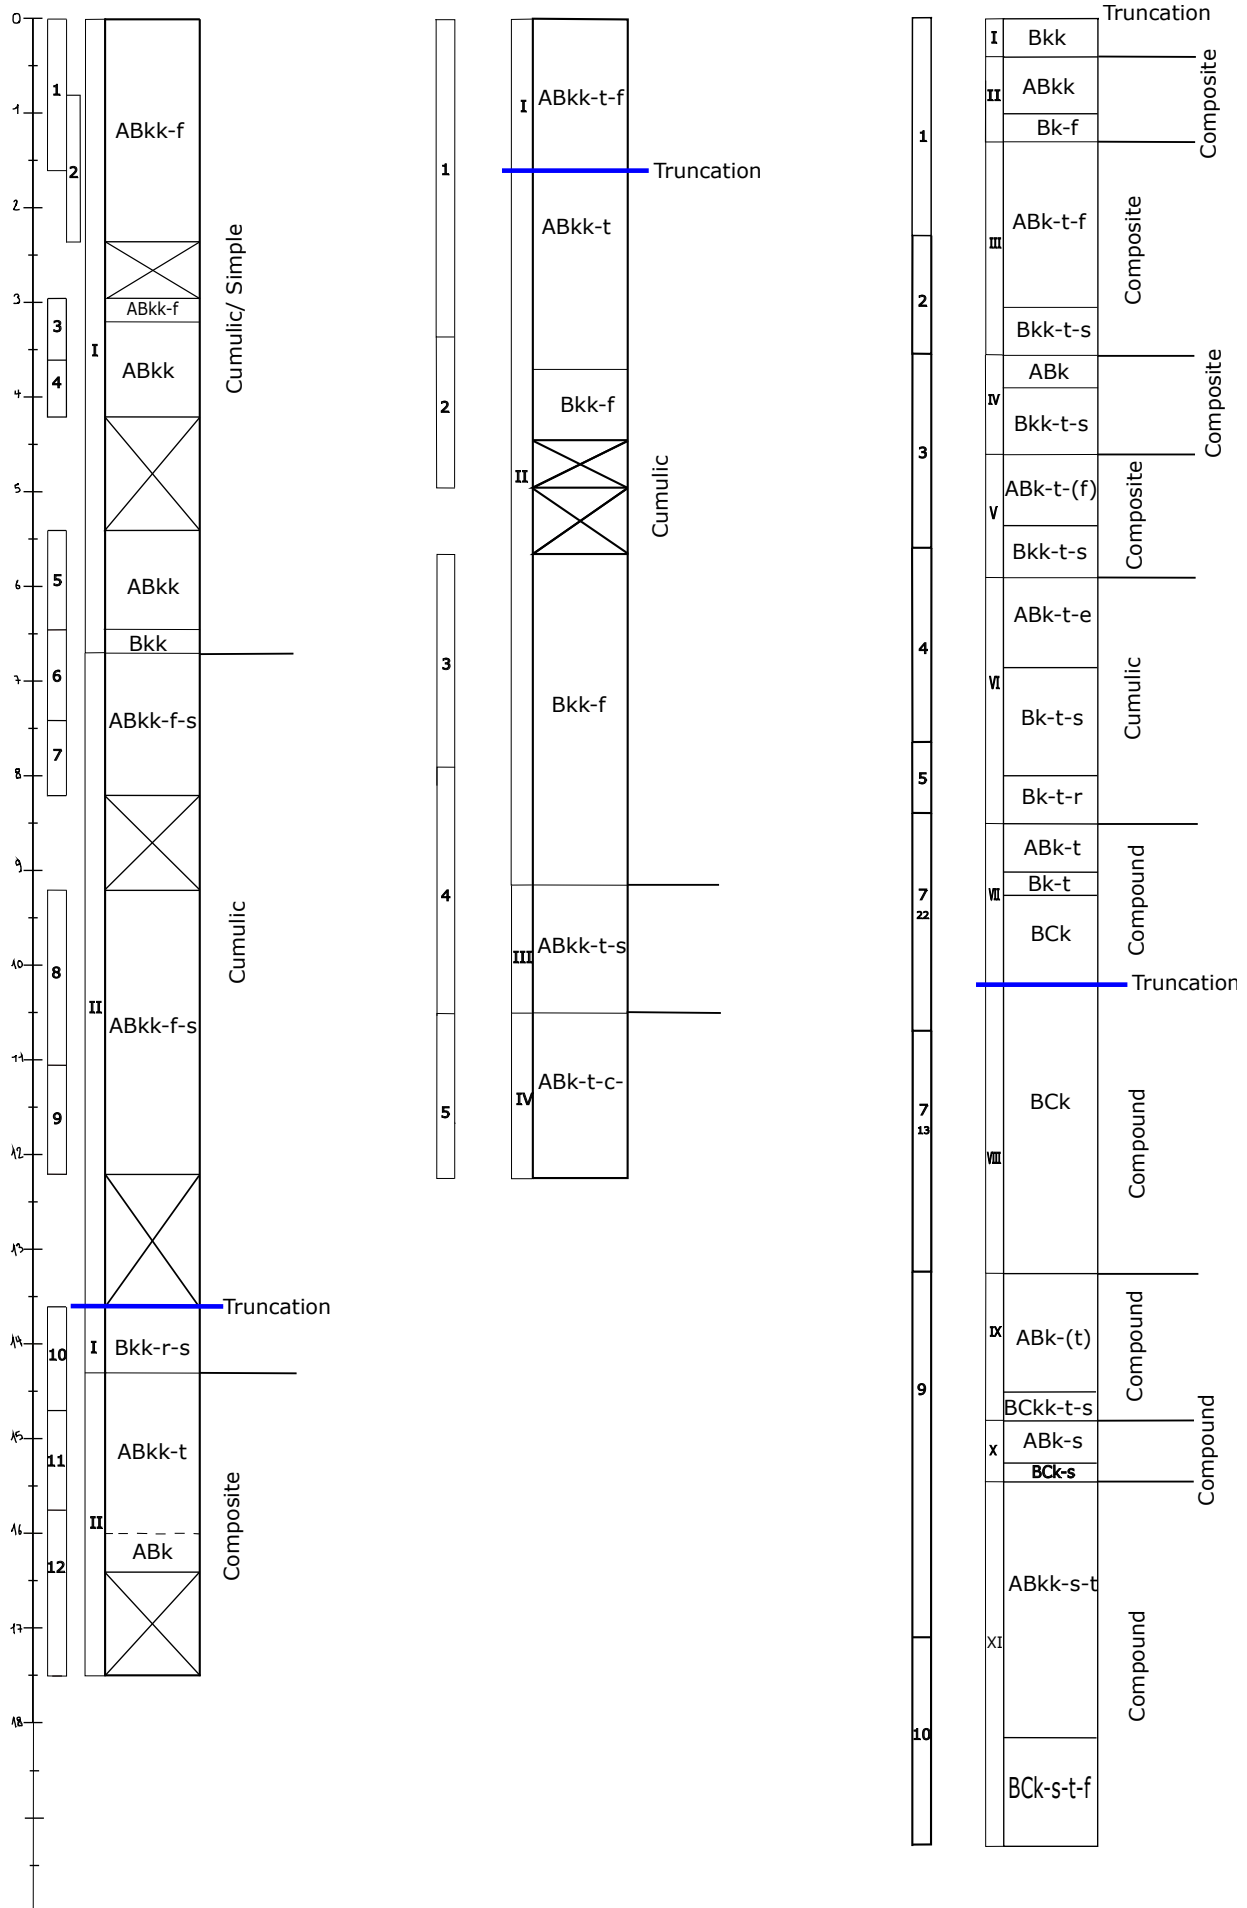 0
1
2
3
4
5
6
7
8
9
10
11
12
13
14
15
16
17
18
1
2
3
4
5
6
7
8
9
10
11
12
I
II
I
II
ABkk-f
ABkk-f
ABkk
ABkk
Bkk
ABkk-f-s
ABkk-f-s
Truncation
Bkk-r-s
ABkk-t
ABk
Cumulic/ Simple
Cumulic
Composite
1
2
3
4
5
I
II
III
IV
ABkk-t-f
Truncation
ABkk-t
Bkk-f
Bkk-f
ABkk-t-s
ABk-t-c-
Cumulic
1
2
3
4
5
7
22
7
13
9
10
I
II
III
IV
V
VI
VII
VIII
IX
X
XI
Truncation
Bkk
ABkk
Bk-f
ABk-t-f
Bkk-t-s
ABk
Bkk-t-s
ABk-t-(f)
Bkk-t-s
ABk-t-e
Bk-t-s
Bk-t-r
ABk-t
Bk-t
BCk
Truncation
BCk
ABk-(t)
BCkk-t-s
ABk-s
BCk-s
ABkk-s-t
BCk-s-t-f
Composite
Composite
Composite
Composite
Cumulic
Compound
Compound
Compound
Compound
Compound